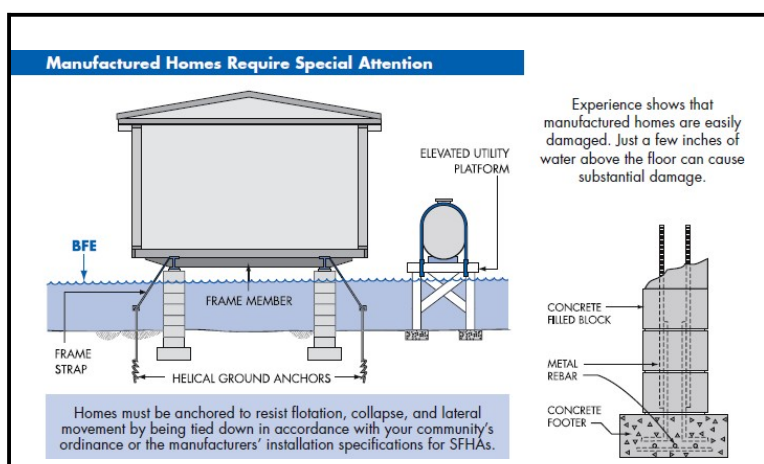 Manufactured Homes Require Special Attention
Experience shows that
manufactured homes are easily
damaged. Just a few inches of
water above the floor can cause
substantial damage.
ELEVATED UTILITY
PLATFORM
BFE
FRAME MEMBER
FRAME
STRAP
HELICAL GROUND ANCHORS
CONCRETE
FILLED BLOCK
METAL
REBAR
CONCRETE
FOOTER
Homes must be anchored to resist flotation, collapse, and lateral
movement by being tied down in accordance with your community's
ordinance or the manufacturers' installation specifications for SFHAs.